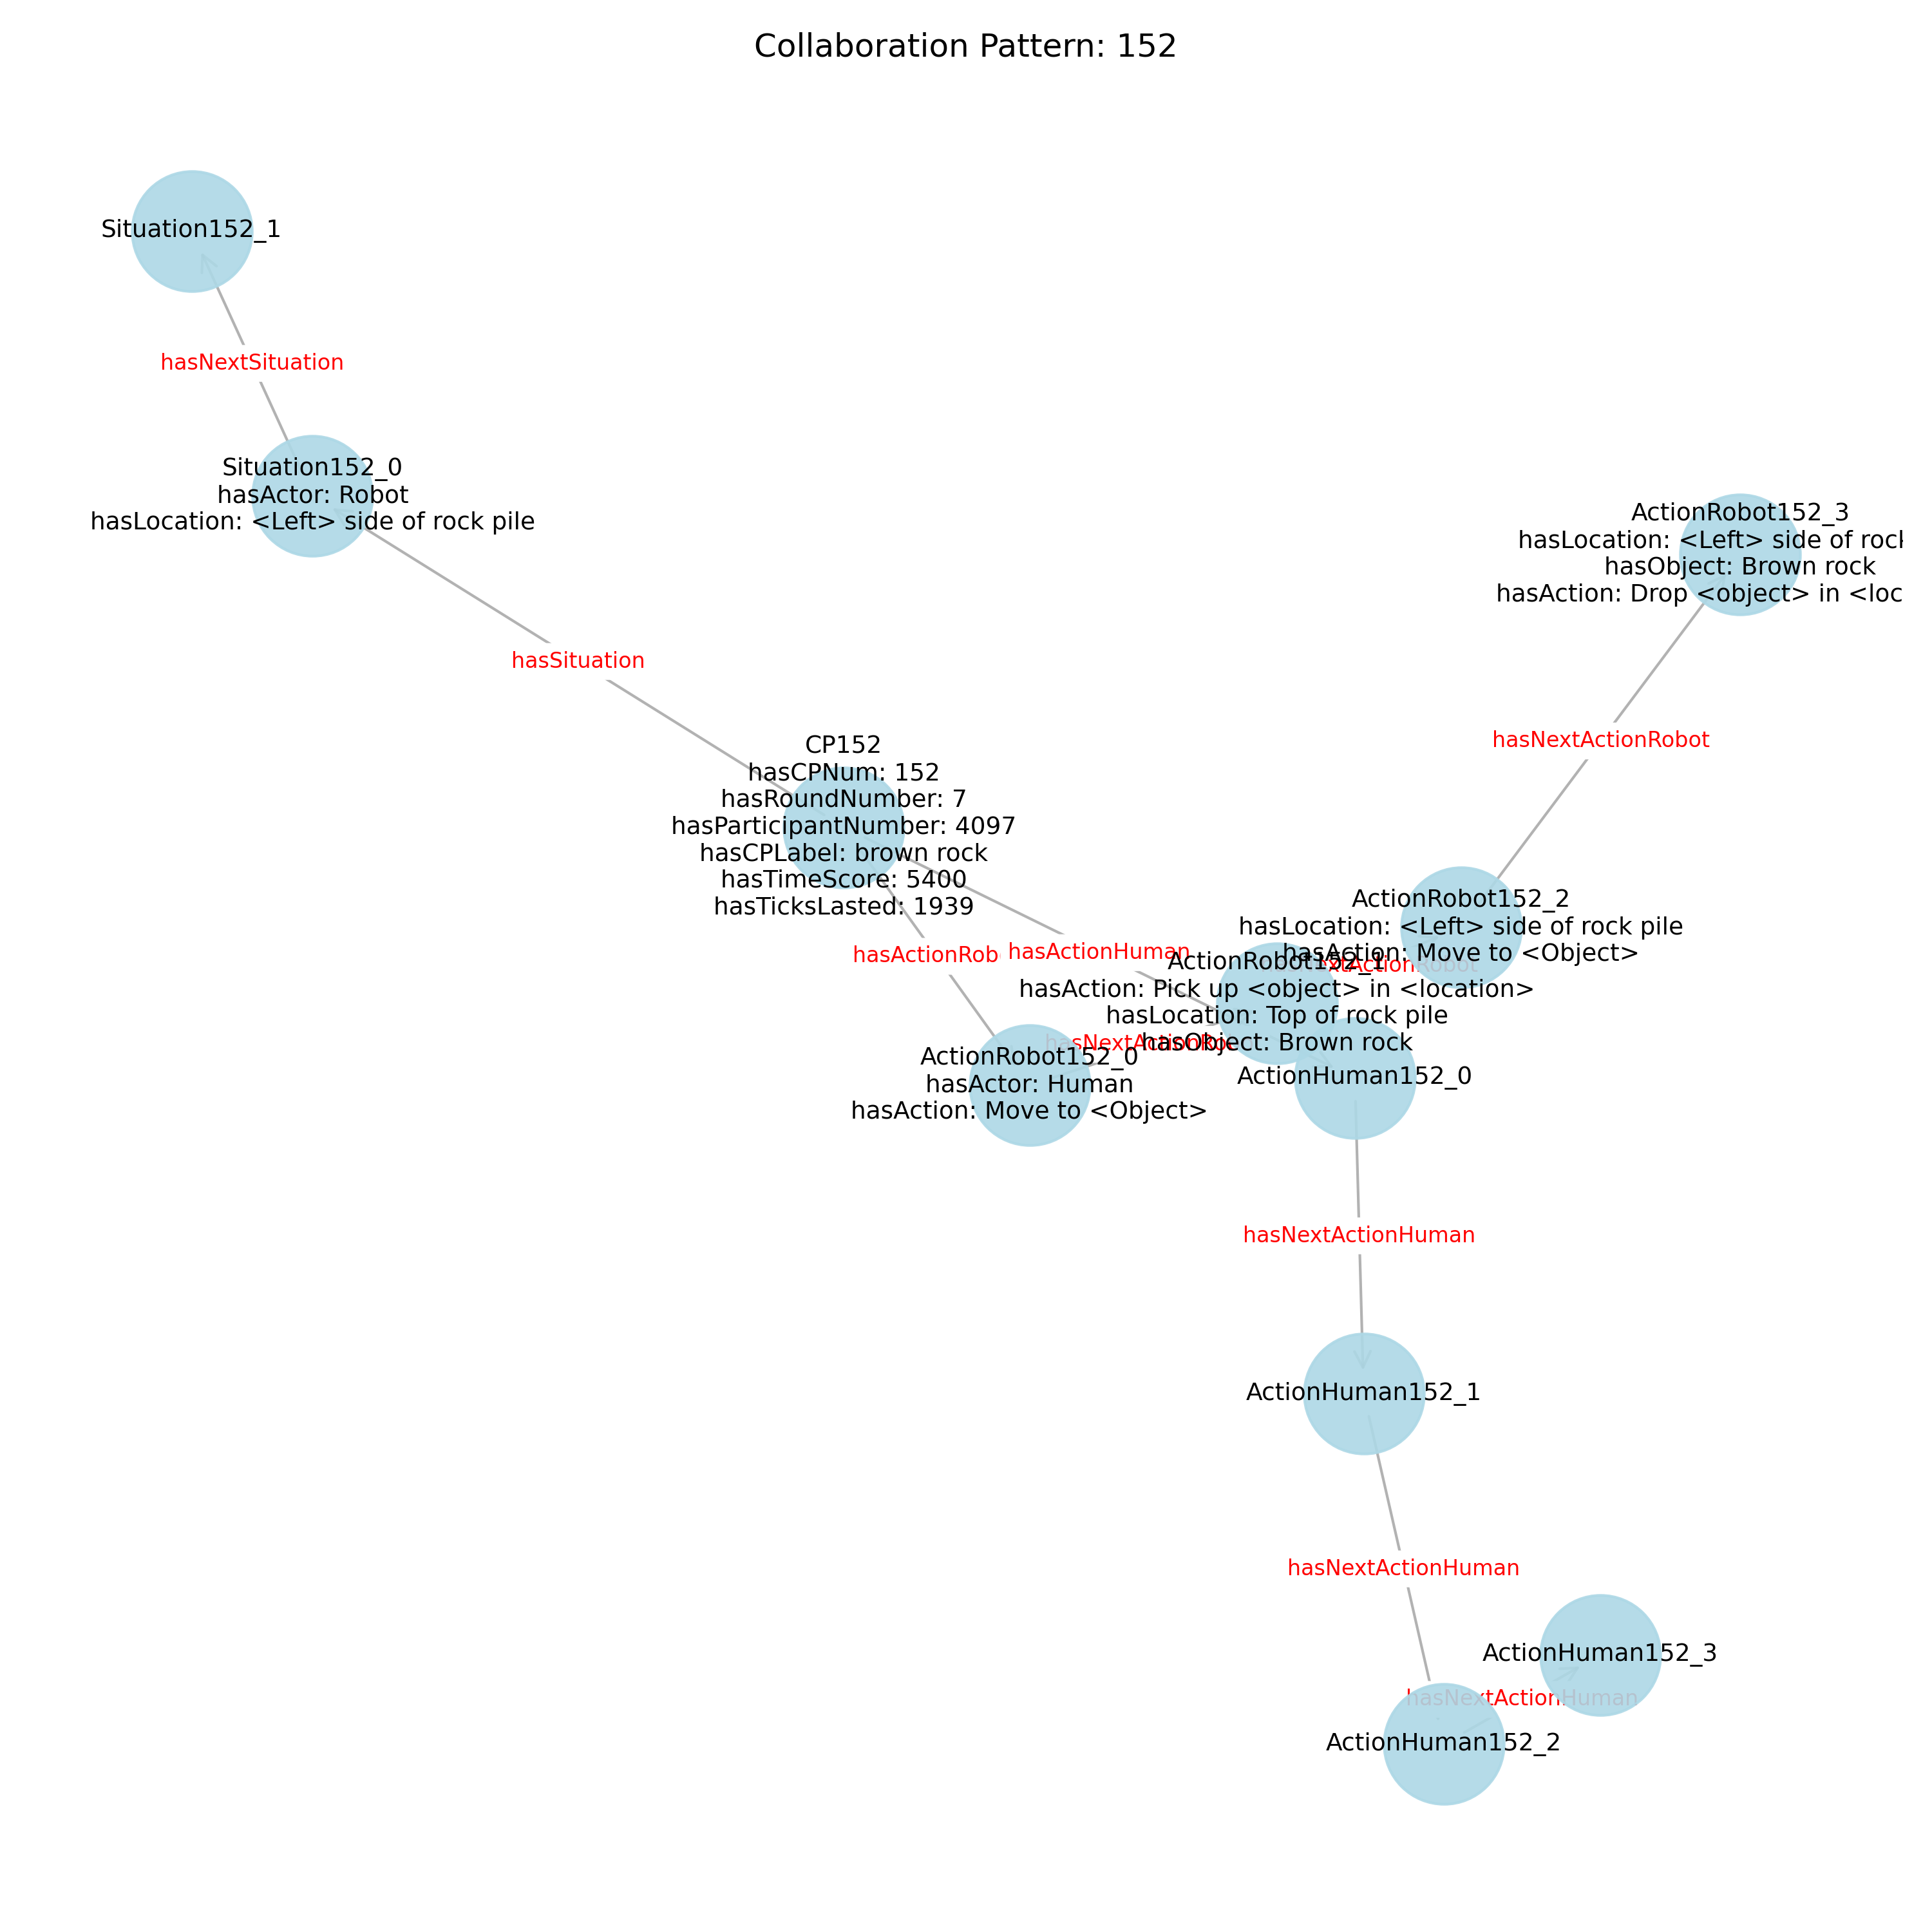 Collaboration Pattern: 152
Situation152_1
hasNextSituation
Situation152_0
hasActor: Robot
hasLocation: <Left> side of rock pile
hasSituation
CP152
hasCPNum: 152
hasRoundNumber: 7
hasParticipantNumber: 4097
hasCPLabel: brown rock
hasTimeScore: 5400
hasTicksLasted: 1939
ActionRobot152_3
hasLocation: <Left> side of rock
hasObject: Brown rock
hasAction: Drop <object> in <loc
hasNextActionRobot
ActionRobot152_2
hasLocation: <Left> side of rock pile
hasAction: Move to <Object>
hasActionRob
hasActionHuman
hasNextActionRobot
ActionRobot152_1
hasAction: Pick up <object> in <location>
hasLocation: Top of rock pile
hasObject: Brown rock
hasNextActionRo
ActionRobot152_0
hasActor: Human
hasAction: Move to <Object>
ActionHuman152_0
hasNextActionHuman
ActionHuman152_1
hasNextActionHuman
ActionHuman152_3
hasNextActionHuman
ActionHuman152_2